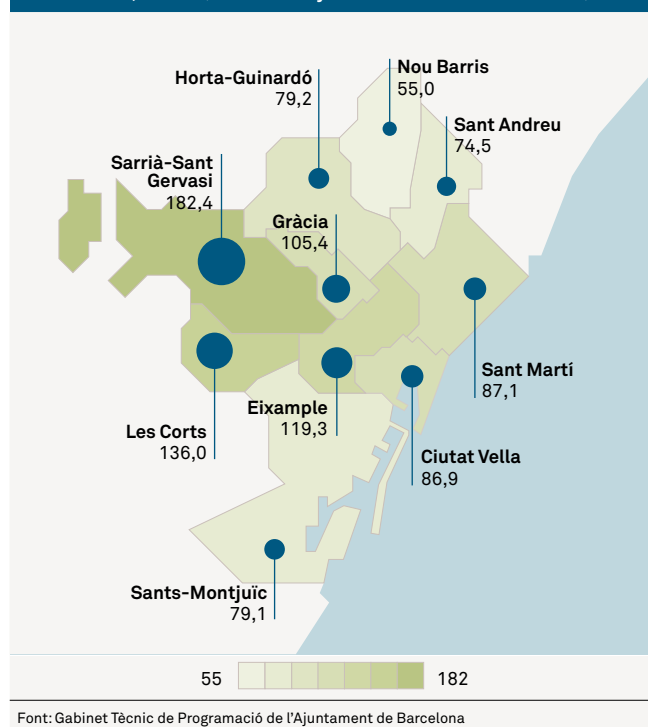 Nou Barris
55,0
Horta-Guinardó
79,2
Sant Andreu
74,5
Sarrià-Sant
Gervasi
182,4
Gràcia
105,4
Sant Martí
87,1
Eixample
119,3
Les Corts
136,0
Ciutat Vella
86,9
Sants-Montjuïc
79,1
55 182
Font: Gabinet Tècnic de Programació de l'Ajuntament de Barcelona